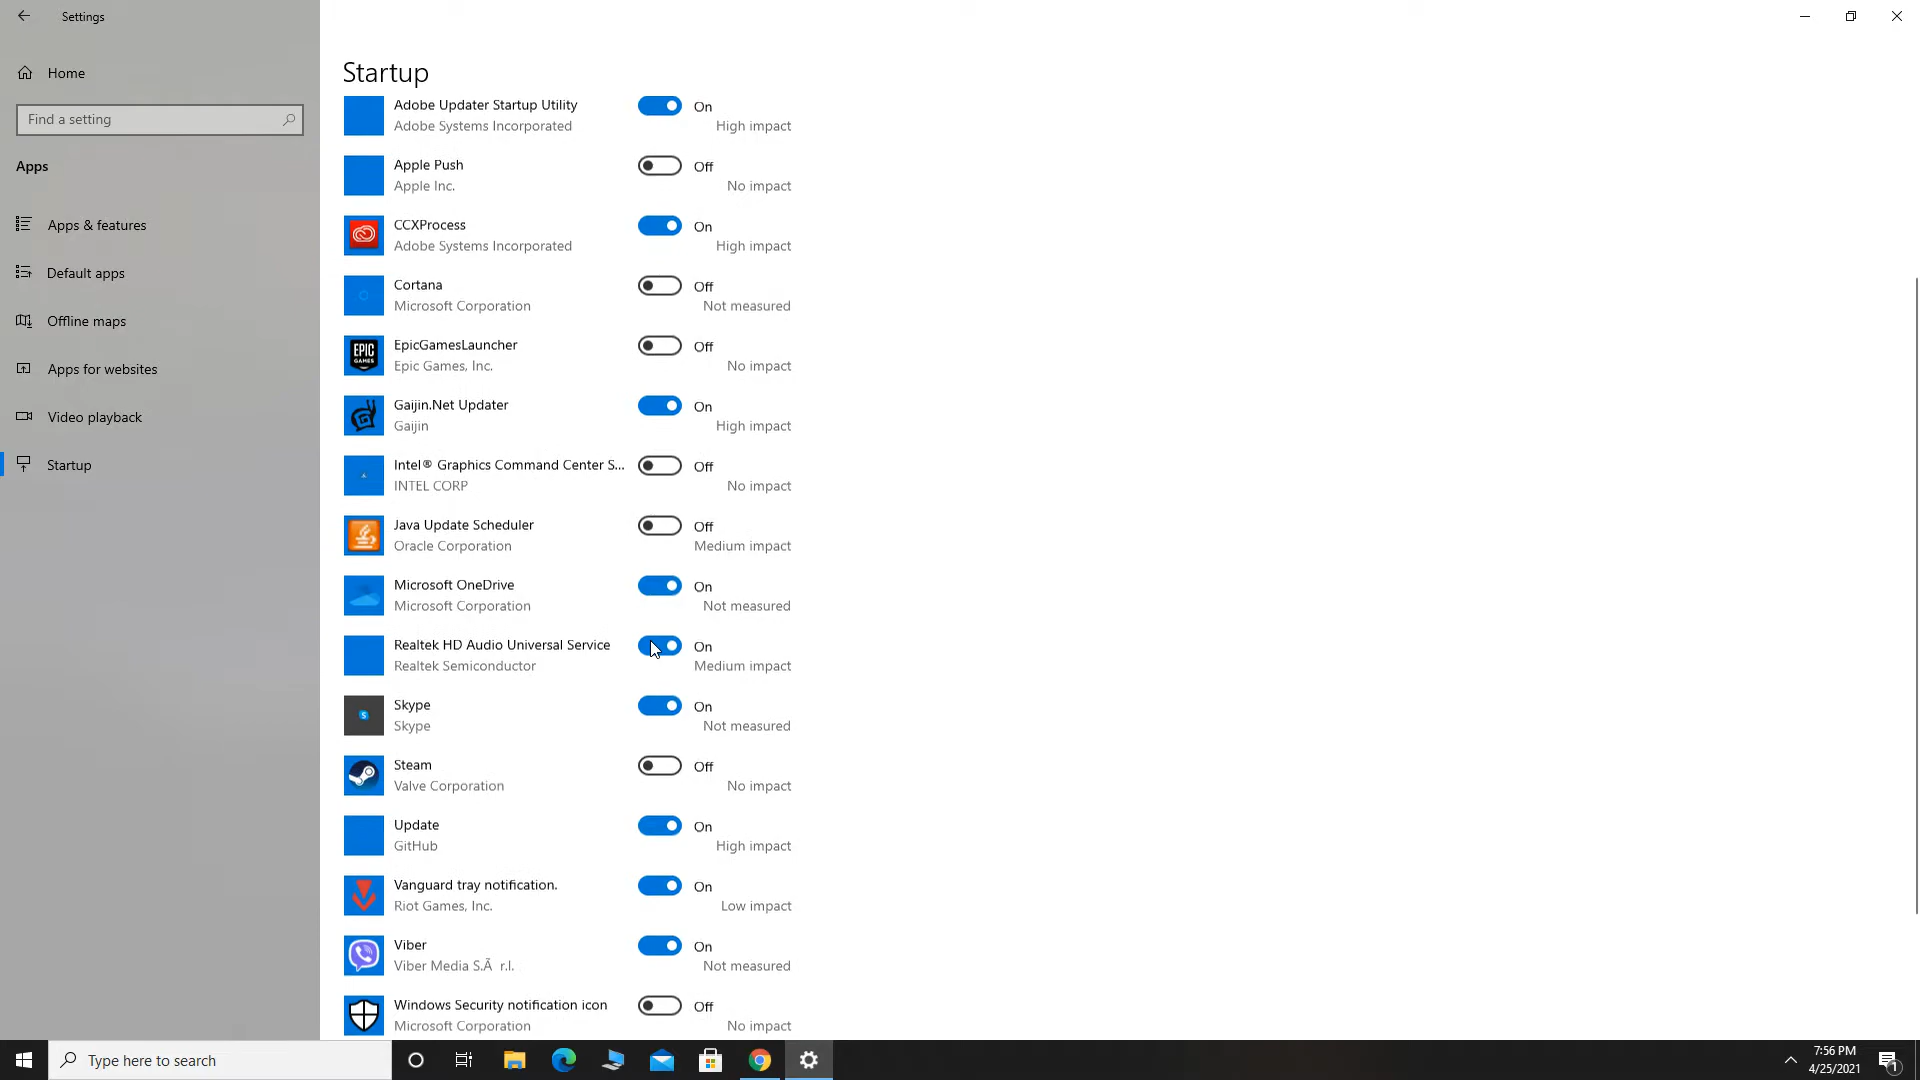 Settings
Home
Find a setting
Apps
Apps & features
Default apps
Offline maps
Apps for websites
Video playback
Startup
Startup
Adobe Updater Startup Utility
On
Adobe Systems Incorporated
High impact
Apple Push
Off
Apple Inc.
No impact
CCXProcess
On
Adobe Systems Incorporated
High impact
Cortana
Off
Microsoft Corporation
Not measured
EPIC GAMES
EpicGamesLauncher
Off
Epic Games, Inc.
No impact
Gaijin.Net Updater
On
Gaijin
High impact
Intel® Graphics Command Center S...
Off
INTEL CORP
No impact
Java Update Scheduler
Off
Oracle Corporation
Medium impact
Microsoft OneDrive
On
Microsoft Corporation
Not measured
Realtek HD Audio Universal Service
On
Realtek Semiconductor
Medium impact
Skype
On
Skype
Not measured
Steam
Off
Valve Corporation
No impact
Update
On
GitHub
High impact
Vanguard tray notification.
On
Riot Games, Inc.
Low impact
Viber
On
Viber Media S.Ã r.l.
Not measured
Windows Security notification icon
Off
Microsoft Corporation
No impact
Type here to search
7:56 PM
4/25/2021
1